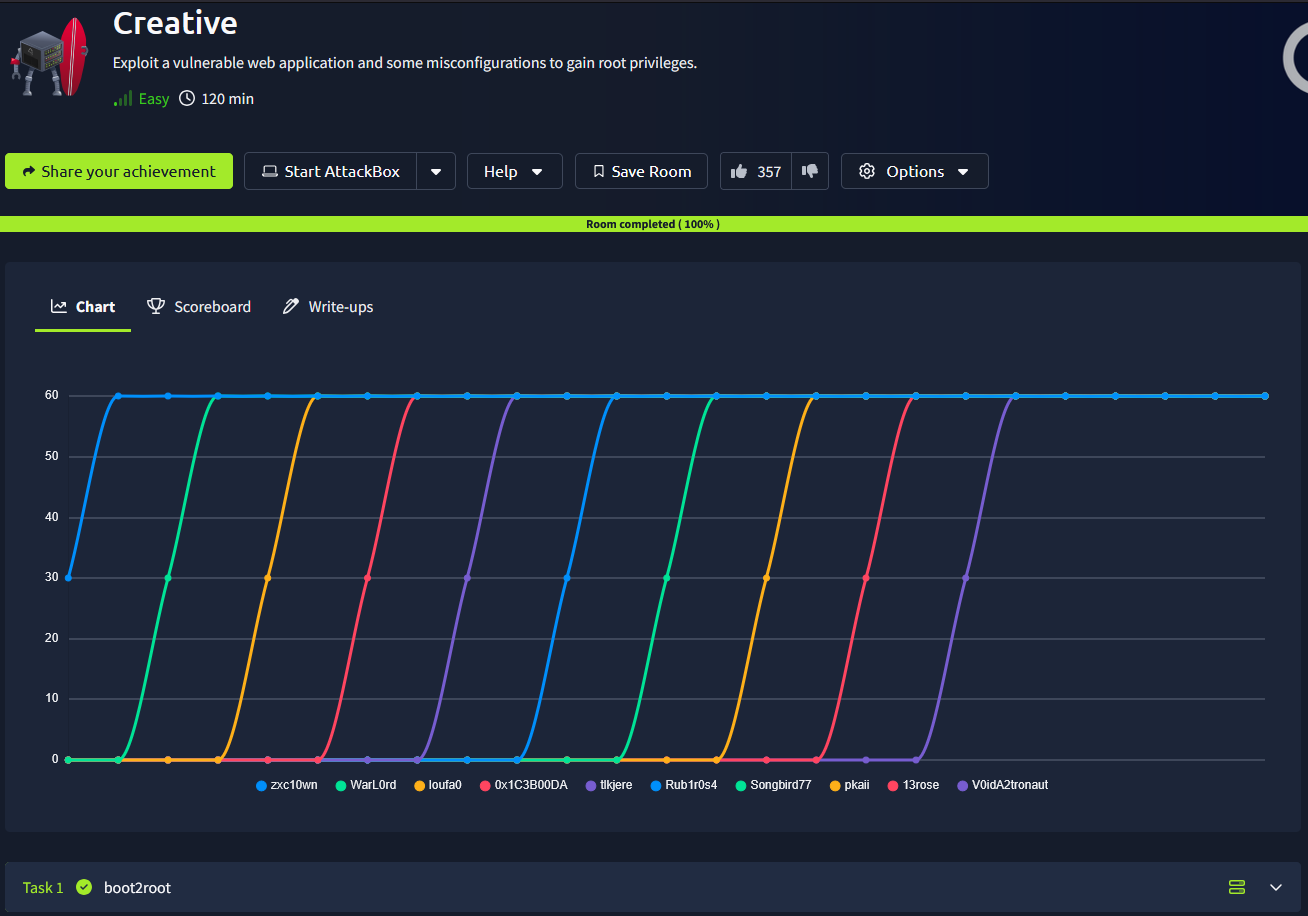 Creative
Exploit a vulnerable web application and some misconfigurations to gain root privileges.
Easy 120 min
Share your achievement Start AttackBox Help Save Room 357 Options
Room completed ( 100% )
Chart Scoreboard Write-ups
60
50
40
30
20
10
0
zxc10wn WarL0rd loufa0 0x1C3B00DA tlkjere Rub1r0s4 Songbird77 pkaii 13rose V0idA2tronaut
Task 1 boot2root